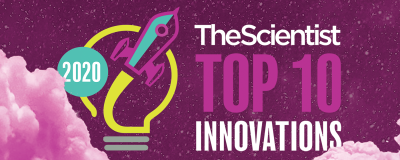 2020
TheScientist
TOP 10
INNOVATIONS